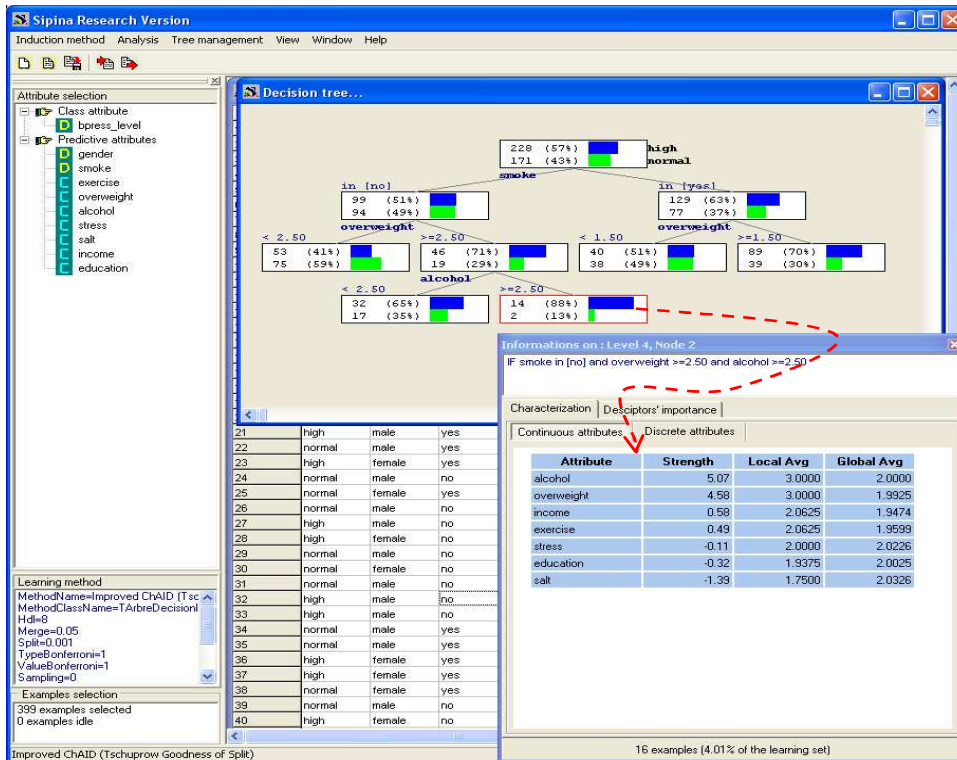 Sipina Research Version
Induction method Analysis Tree management View Window Help
Attribute selection
Class attribute
bpress_level
Predictive attributes
gender
smoke
exercise
overweight
alcohol
stress
salt
income
education
Learning method
MethodName=Improved ChAID (Tsc
MethodClassName=TArbreDecisionI
Hdl=8
Merge=0.05
Split=0.001
TypeBonferroni=1
ValueBonferroni=1
Sampling=0
Examples selection
399 examples selected
0 examples idle
Improved ChAID (Tschuprow Goodness of Split)
Decision tree...
228 (57%) high
171 (43%) normal
smoke
in [no] in [yes]
99 (51%) 129 (63%)
94 (49%) 77 (37%)
overweight overweight
< 2.50 >=2.50 < 1.50 >=1.50
53 (41%) 46 (71%) 40 (51%) 89 (70%)
75 (59%) 19 (29%) 38 (49%) 39 (30%)
alcohol
< 2.50 >=2.50
32 (65%) 14 (88%)
17 (35%) 2 (13%)
21 high male yes
22 normal male yes
23 high female yes
24 normal male no
25 normal female yes
26 normal male no
27 high male no
28 high female no
29 normal male no
30 normal female no
31 normal male no
32 high male no
33 high male no
34 normal male yes
35 normal male no
36 high female yes
37 high female yes
38 normal female yes
39 normal male no
40 high female no
Informations on : Level 4, Node 2
IF smoke in [no] and overweight >=2.50 and alcohol >=2.50
Characterization Desciptors' importance
Continuous attributes Discrete attributes
Attribute Strength Local Avg Global Avg
alcohol 5.07 3.0000 2.0000
overweight 4.58 3.0000 1.9925
income 0.58 2.0625 1.9474
exercise 0.49 2.0625 1.9599
stress -0.11 2.0000 2.0226
education -0.32 1.9375 2.0025
salt -1.39 1.7500 2.0326
16 examples (4.01% of the learning set)